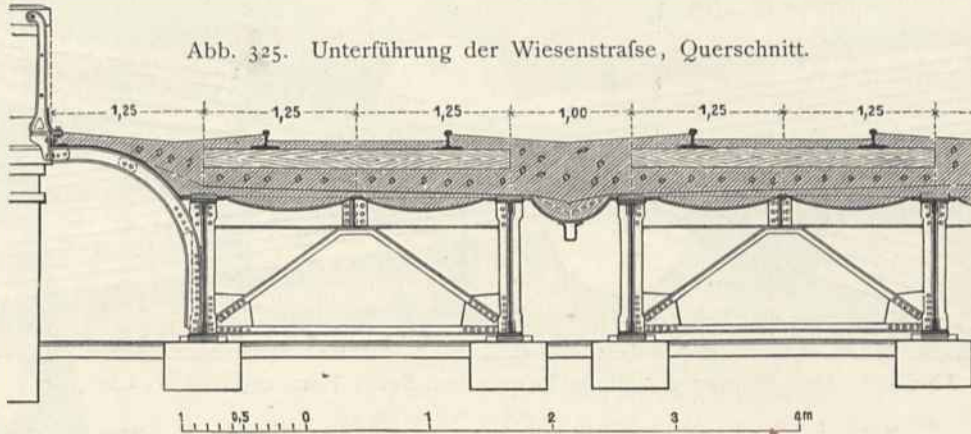 Abb. 325. Unterführung der Wiesenstraſse, Querschnitt.
1,25 1,25 1,25 1,00 1,25 1,25
1 0,5 0 1 2 3 4m